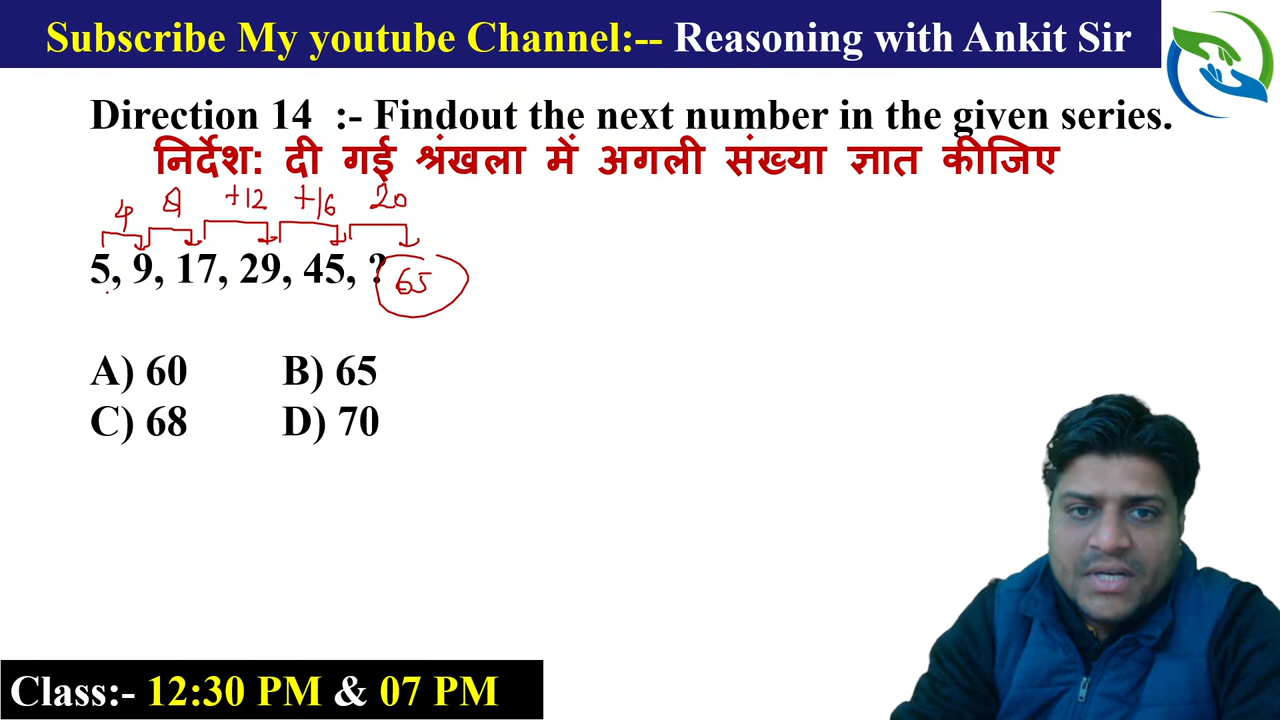 Subscribe My youtube Channel:-- Reasoning with Ankit Sir
Direction 14 :- Findout the next number in the given series.
निर्देश: दी गई श्रंखला में अगली संख्या ज्ञात कीजिए
4 8 +12 +16 20
5, 9, 17, 29, 45, ? 65
A) 60 B) 65
C) 68 D) 70
Class:- 12:30 PM & 07 PM